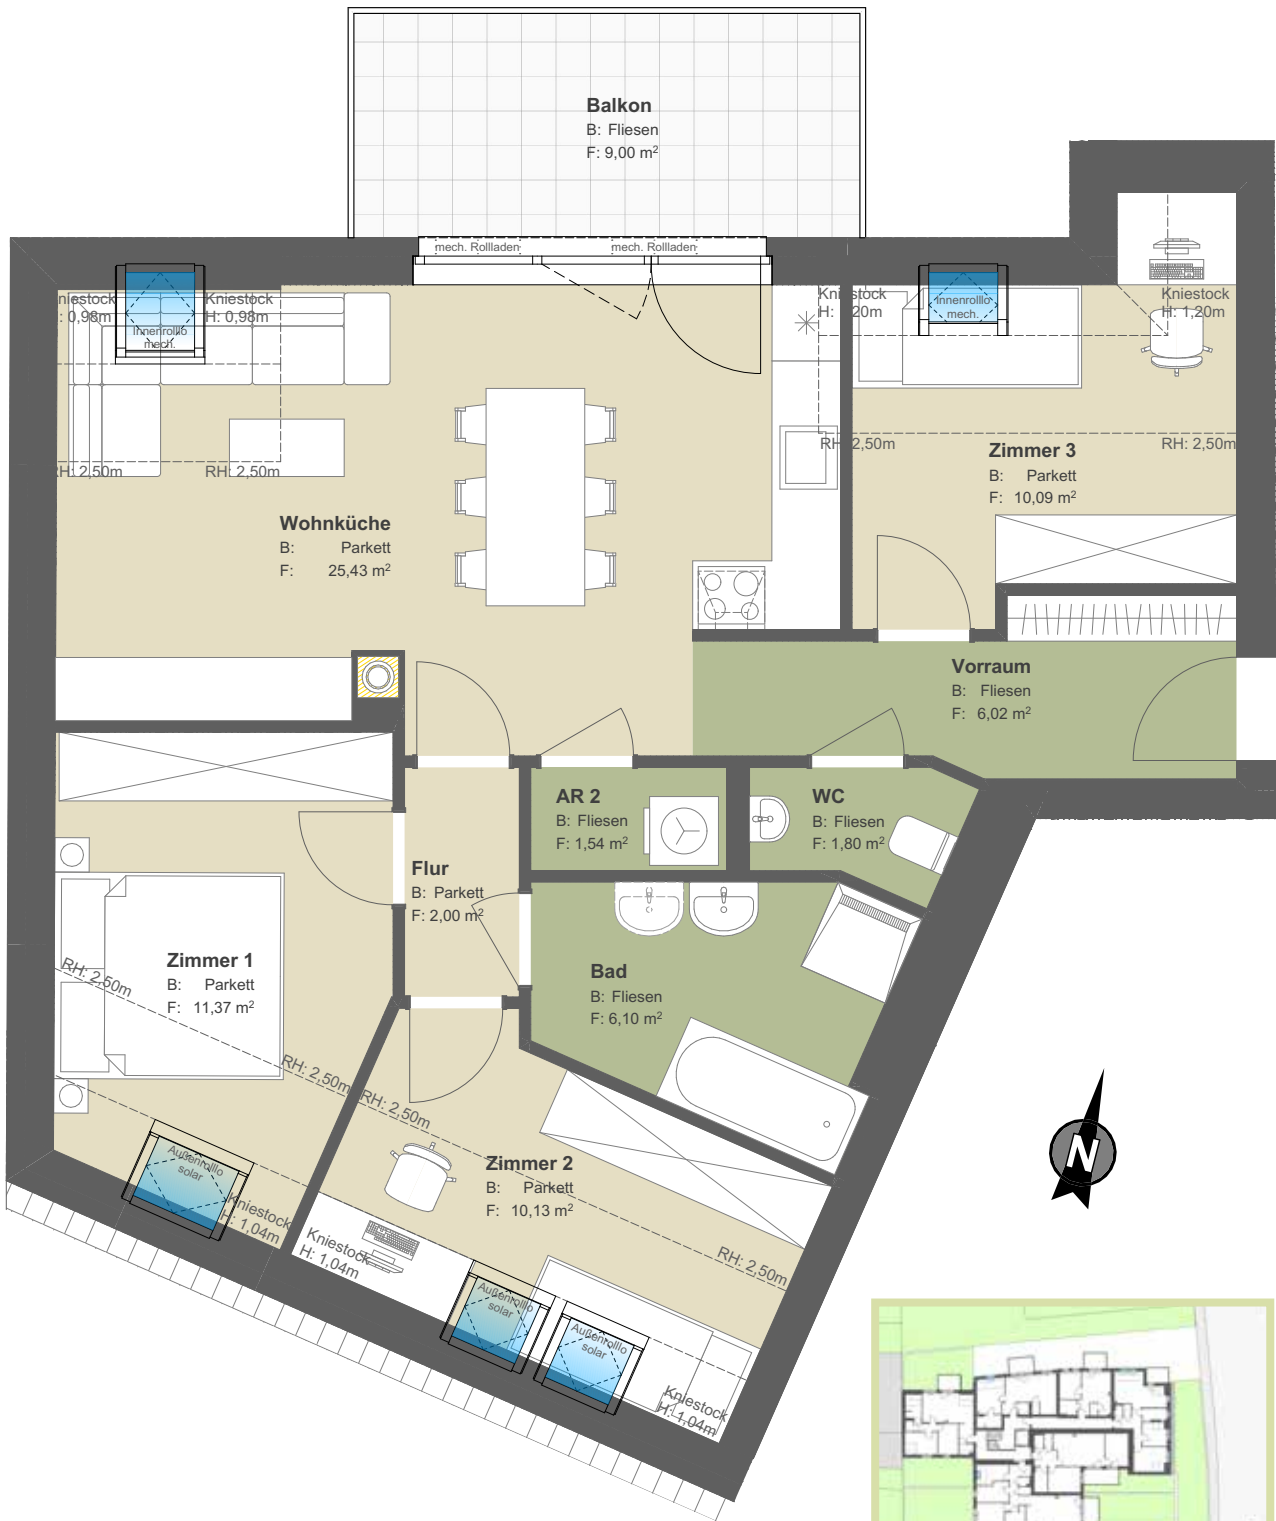 Balkon
B: Fliesen
F: 9,00 m²
mech. Rollladen
mech. Rollladen
Kniestock
H: 0,98m
Innenrollo
mech.
Kniestock
H: 0,98m
RH: 2,50m
RH: 2,50m
Wohnküche
B: Parkett
F: 25,43 m²
Kniestock
H: 1,20m
Innenrollo
mech.
Kniestock
H: 1,20m
RH: 2,50m
RH: 2,50m
Zimmer 3
B: Parkett
F: 10,09 m²
Vorraum
B: Fliesen
F: 6,02 m²
AR 2
B: Fliesen
F: 1,54 m²
WC
B: Fliesen
F: 1,80 m²
Flur
B: Parkett
F: 2,00 m²
Zimmer 1
B: Parkett
F: 11,37 m²
RH: 2,50m
RH: 2,50m
Bad
B: Fliesen
F: 6,10 m²
RH: 2,50m
Zimmer 2
B: Parkett
F: 10,13 m²
RH: 2,50m
Außenrollo
solar
Kniestock
H: 1,04m
Kniestock
H: 1,04m
Außenrollo
solar
Außenrollo
solar
Kniestock
H: 1,04m
N